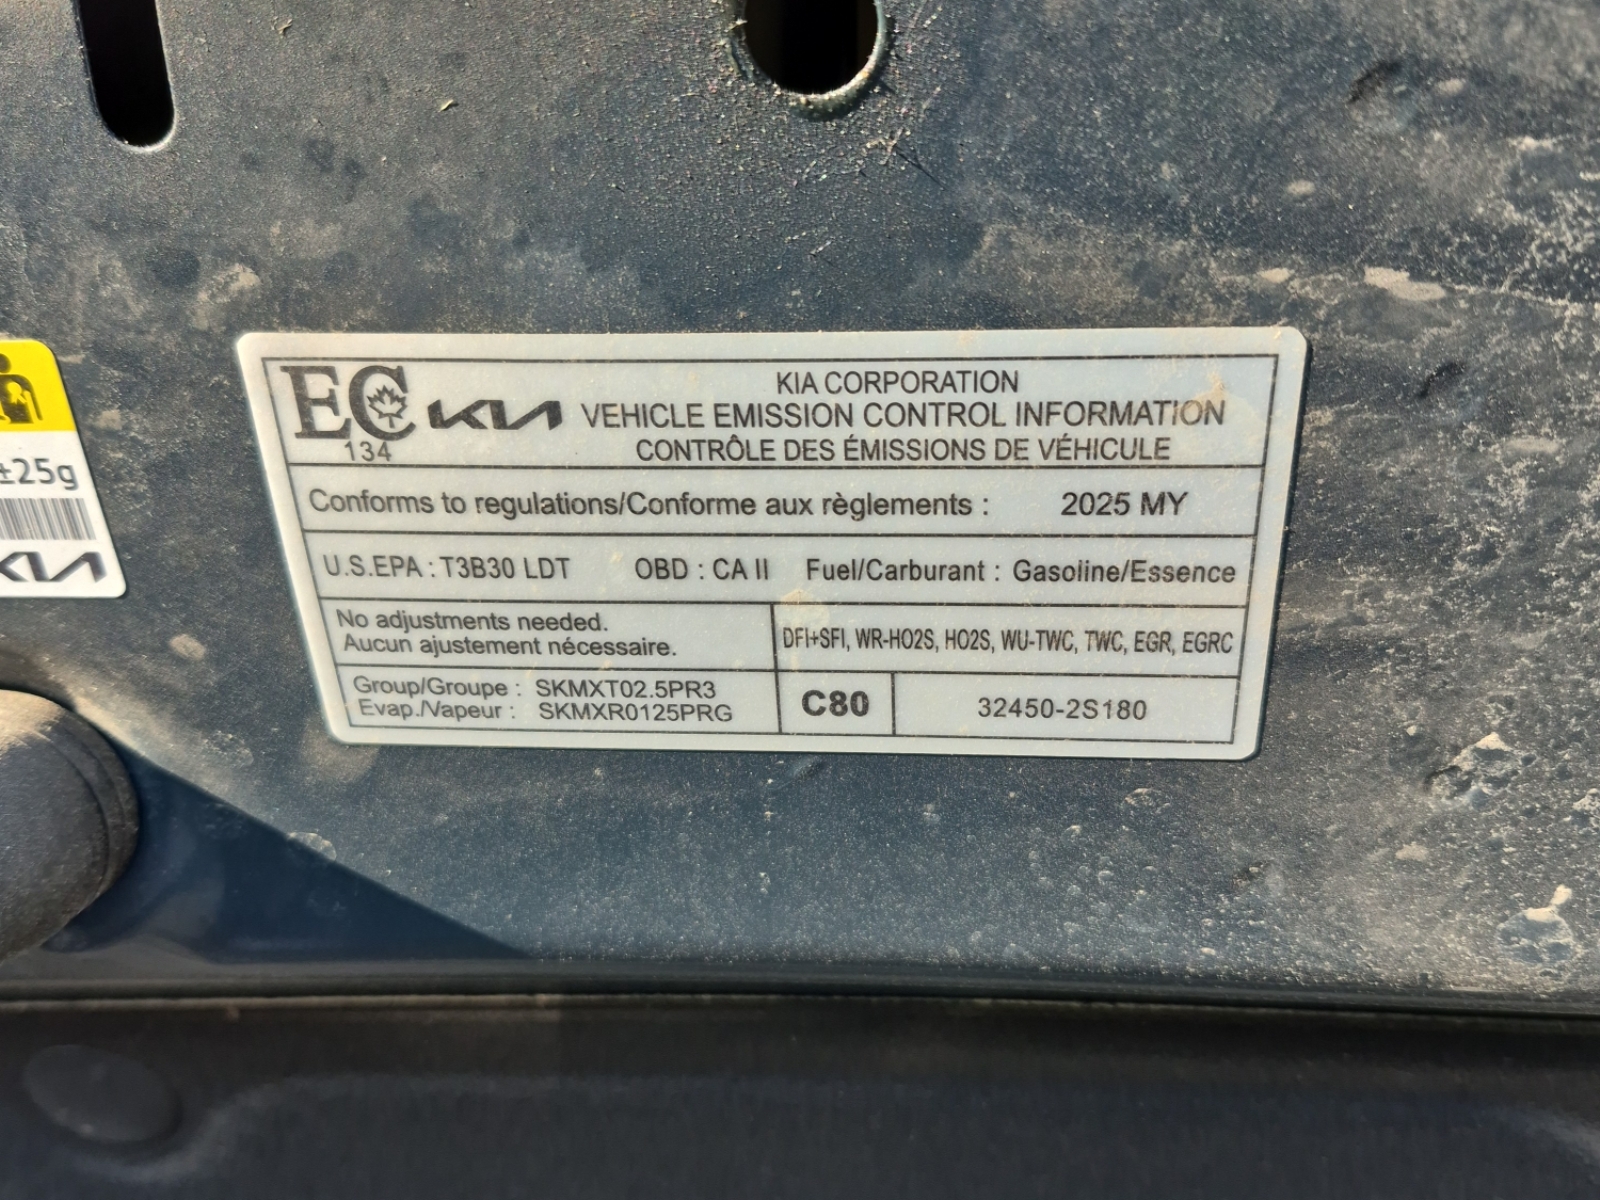 EC
134
KIA
KIA CORPORATION
VEHICLE EMISSION CONTROL INFORMATION
CONTRÔLE DES ÉMISSIONS DE VÉHICULE
Conforms to regulations/Conforme aux règlements : 2025 MY
U.S.EPA : T3B30 LDT OBD : CA II Fuel/Carburant : Gasoline/Essence
No adjustments needed.
Aucun ajustement nécessaire.
DFI+SFI, WR-HO2S, HO2S, WU-TWC, TWC, EGR, EGRC
Group/Groupe : SKMXT02.5PR3
Evap./Vapeur : SKMXR0125PRG
C80
32450-2S180
±25g
KIA